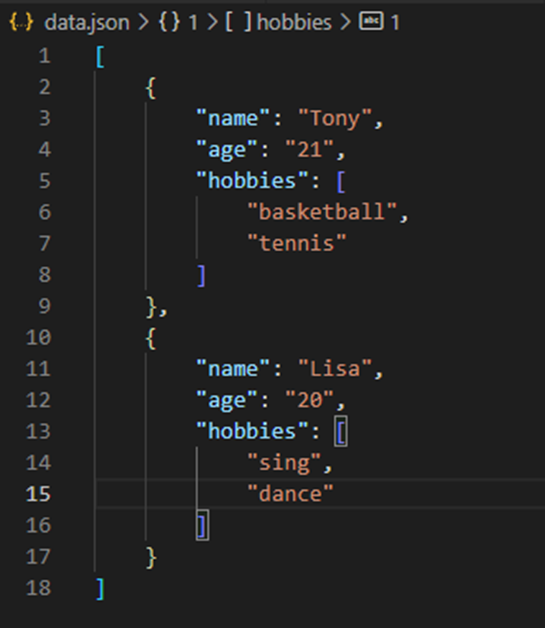 {..} data.json > {} 1 > [ ] hobbies > abc 1
1 [
2     {
3         "name": "Tony",
4         "age": "21",
5         "hobbies": [
6             "basketball",
7             "tennis"
8         ]
9     },
10     {
11         "name": "Lisa",
12         "age": "20",
13         "hobbies": [
14             "sing",
15             "dance"
16         ]
17     }
18 ]